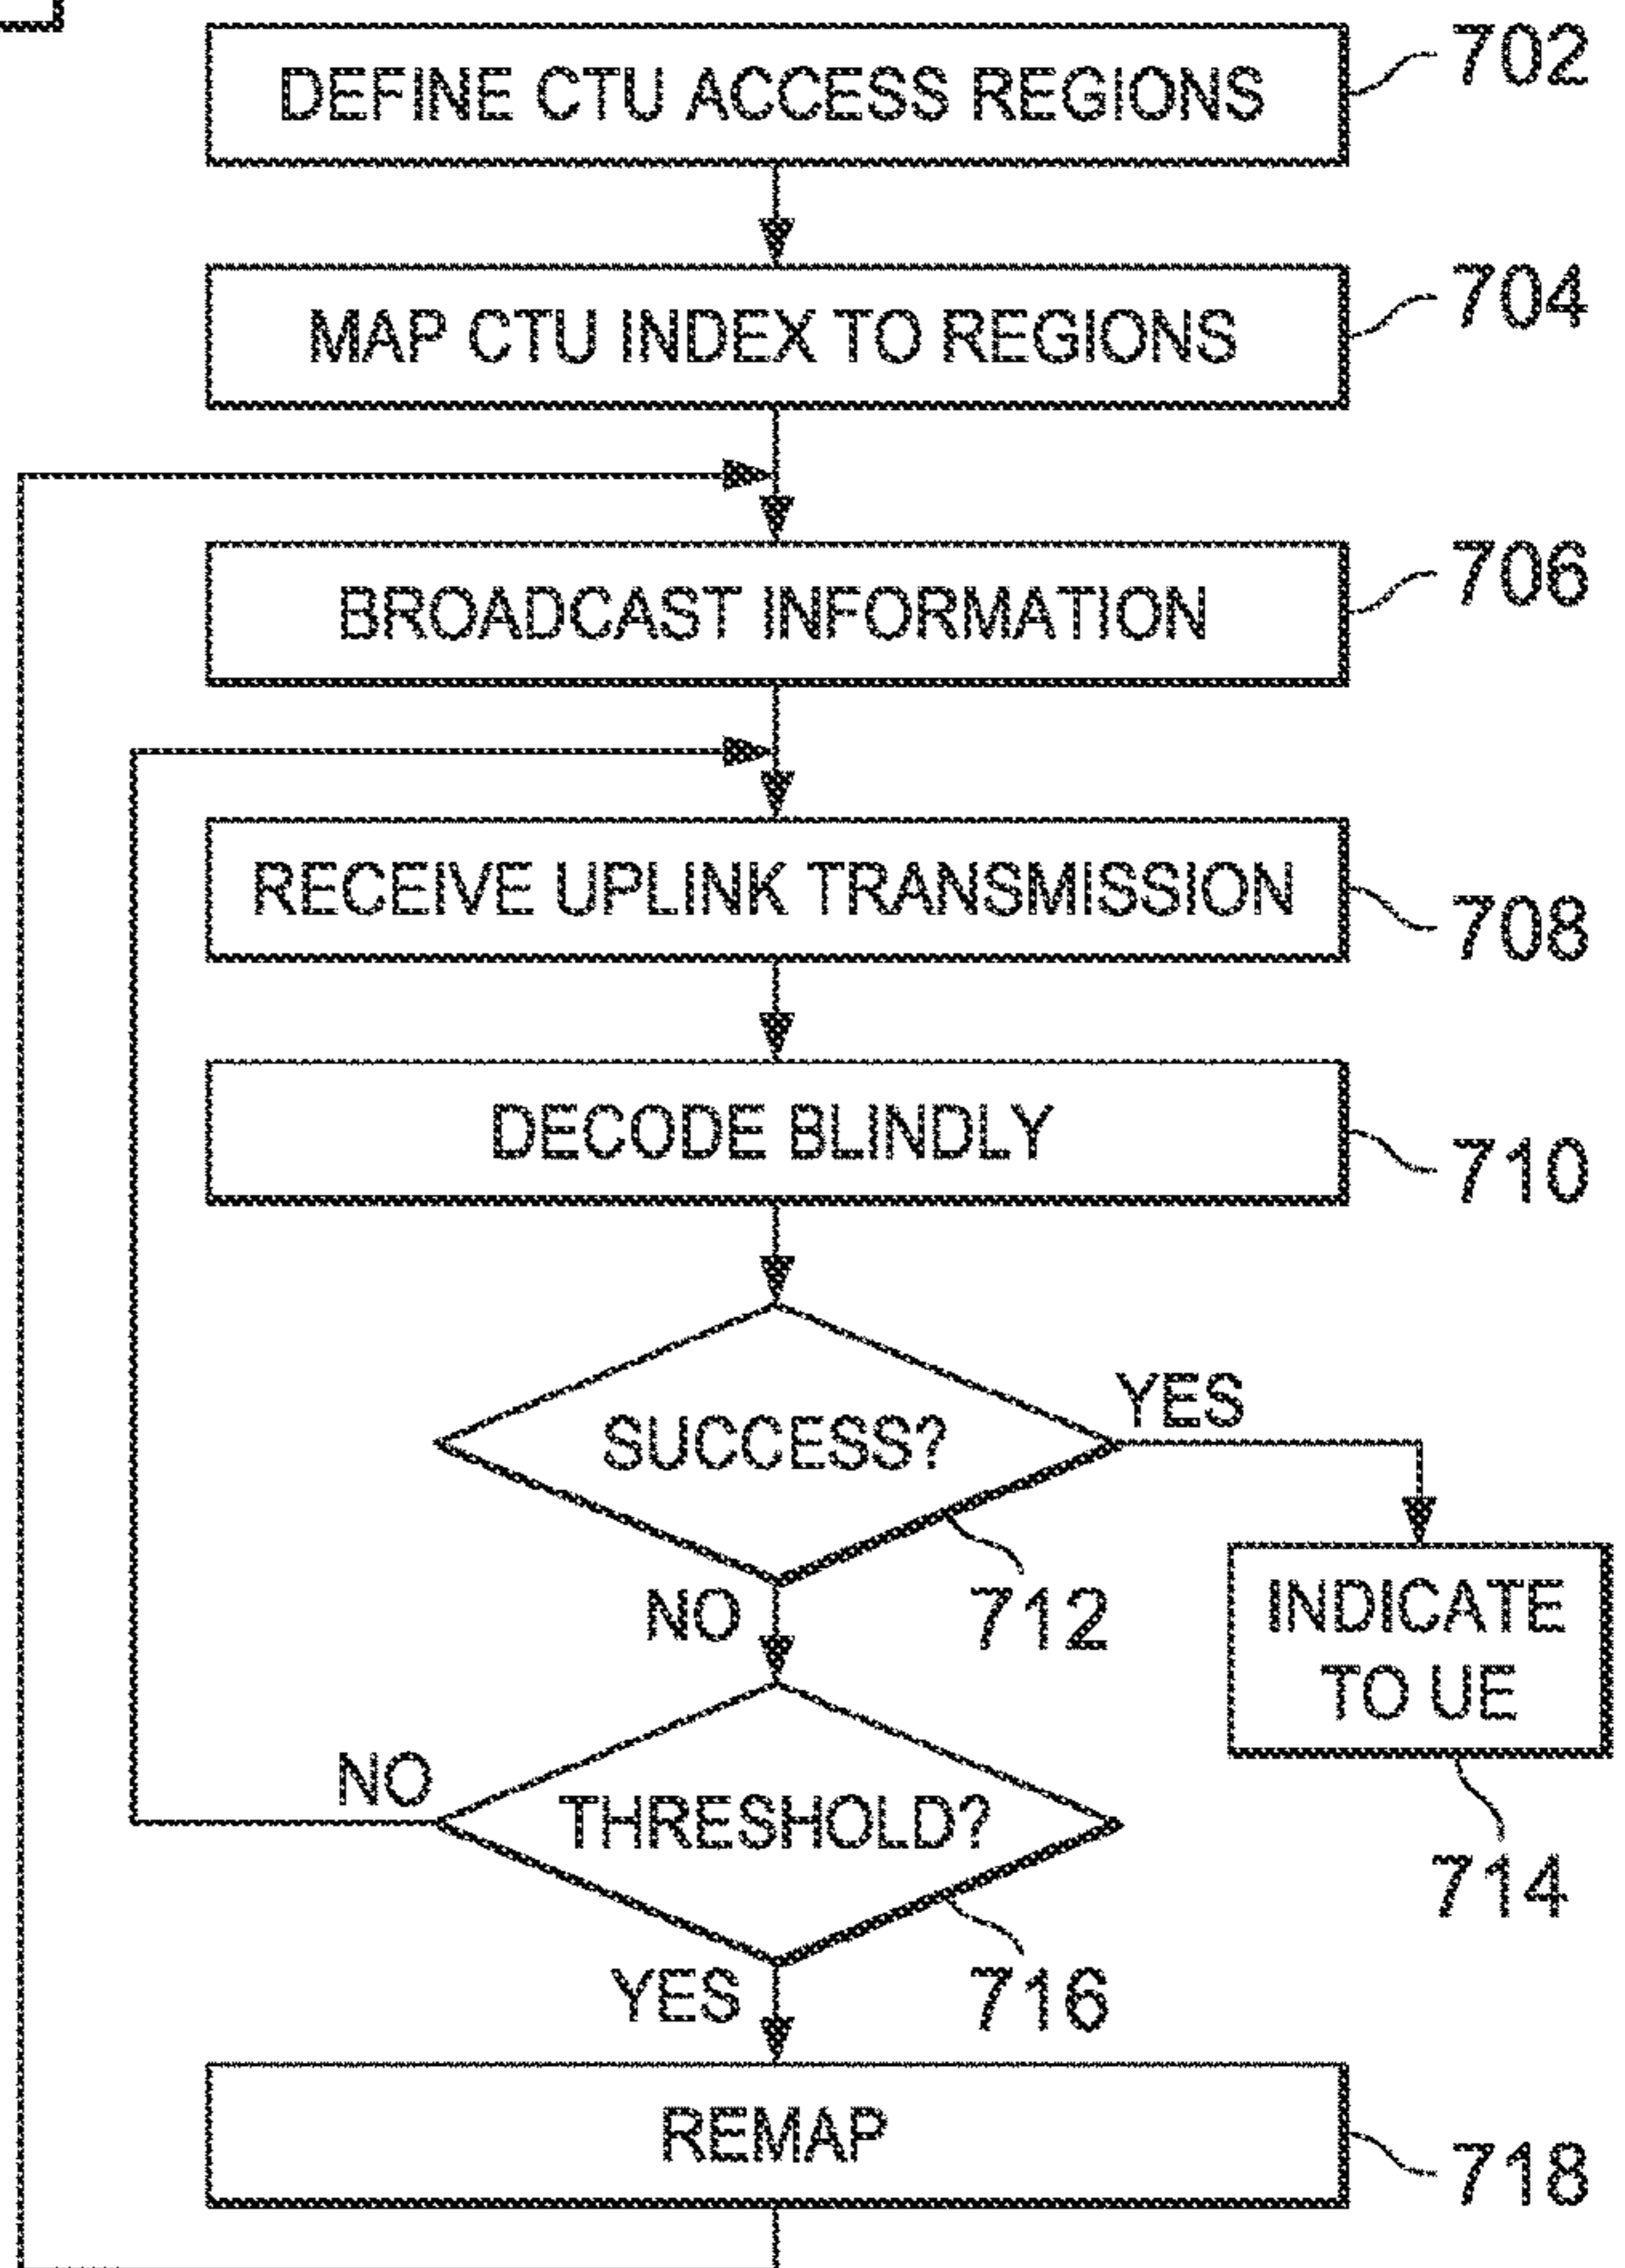 DEFINE CTU ACCESS REGIONS
702
MAP CTU INDEX TO REGIONS
704
BROADCAST INFORMATION
706
RECEIVE UPLINK TRANSMISSION
708
DECODE BLINDLY
710
SUCCESS?
YES
NO
712
INDICATE
TO UE
714
NO
THRESHOLD?
YES
716
REMAP
718